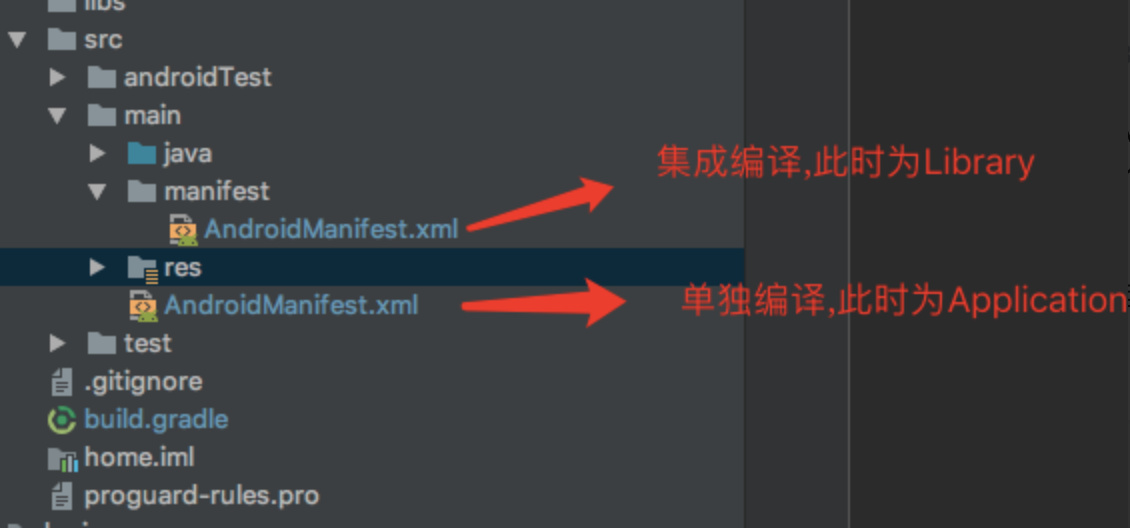 libs
src
androidTest
main
java
manifest
集成编译,此时为Library
AndroidManifest.xml
res
AndroidManifest.xml
单独编译,此时为Application
test
.gitignore
build.gradle
home.iml
proguard-rules.pro